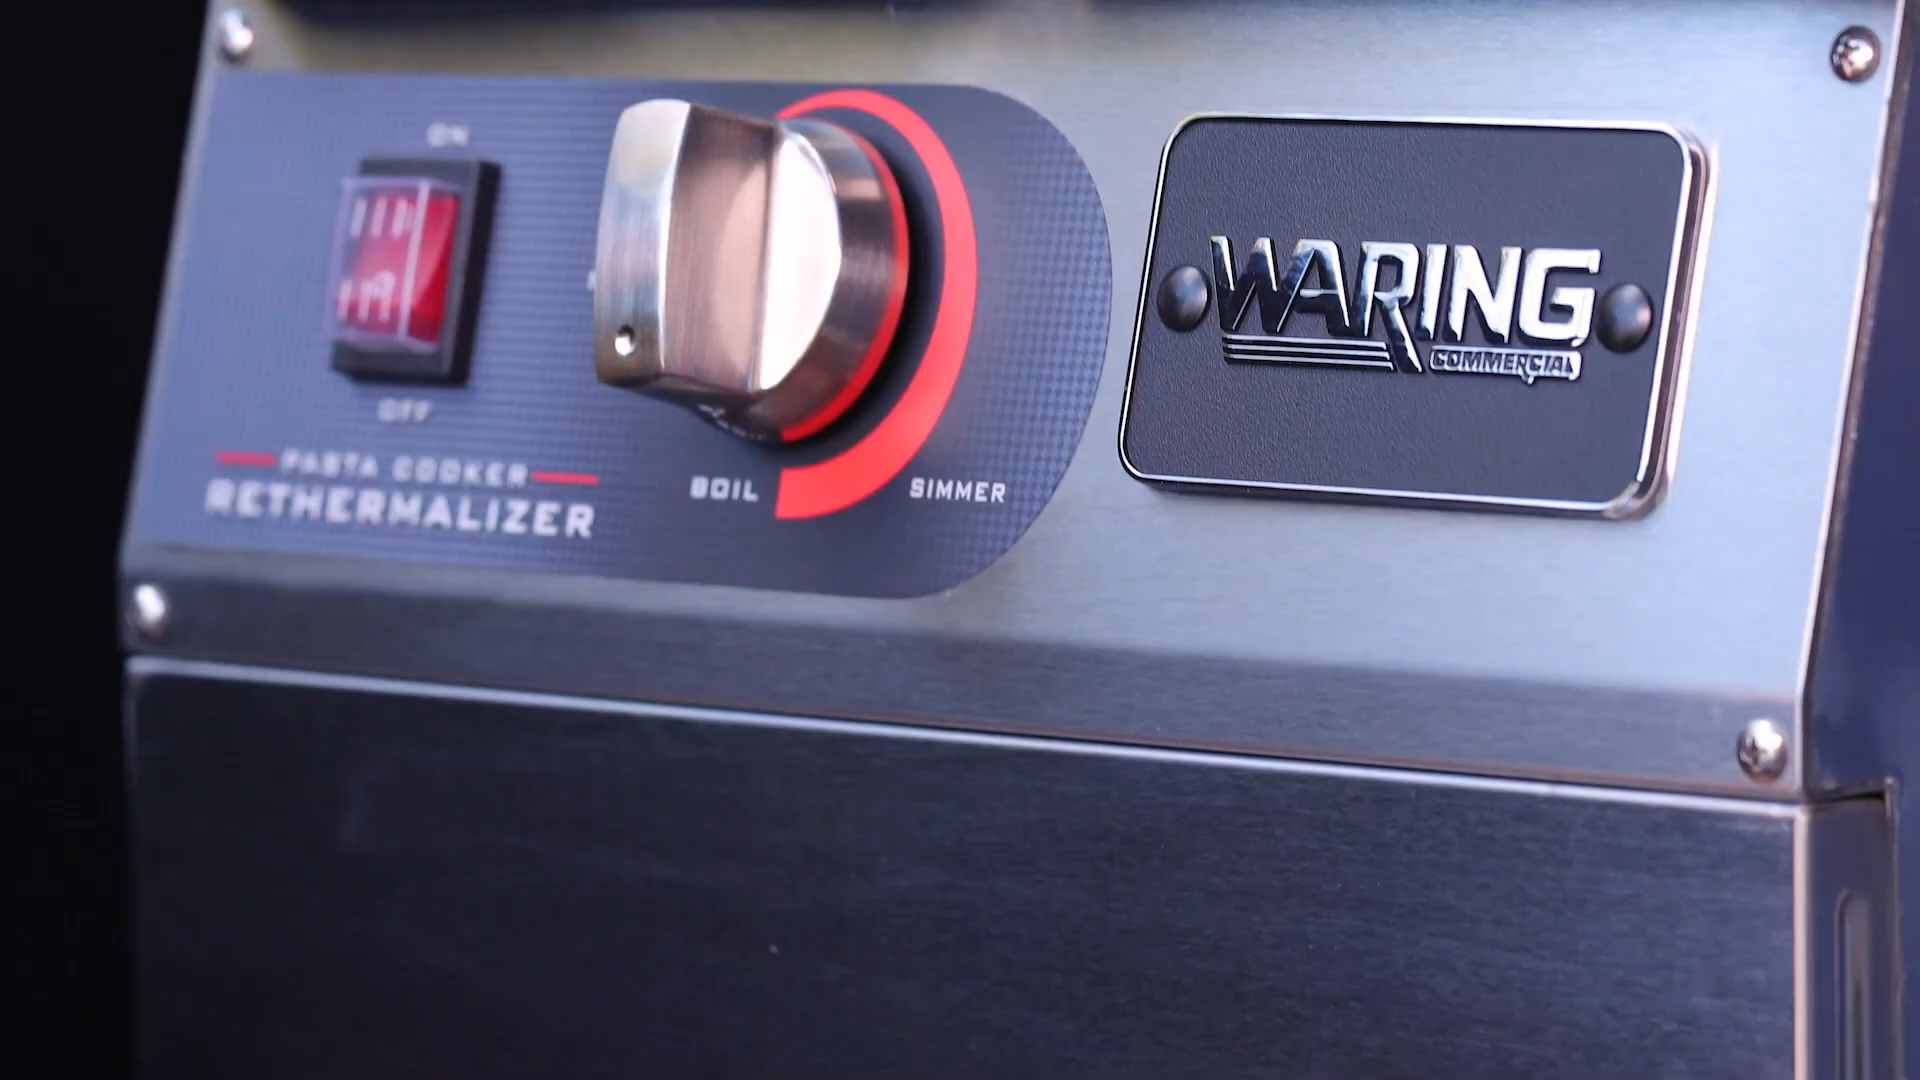 ON
OFF
PASTA COOKER
RETHERMALIZER
BOIL
SIMMER
WARING
COMMERCIAL